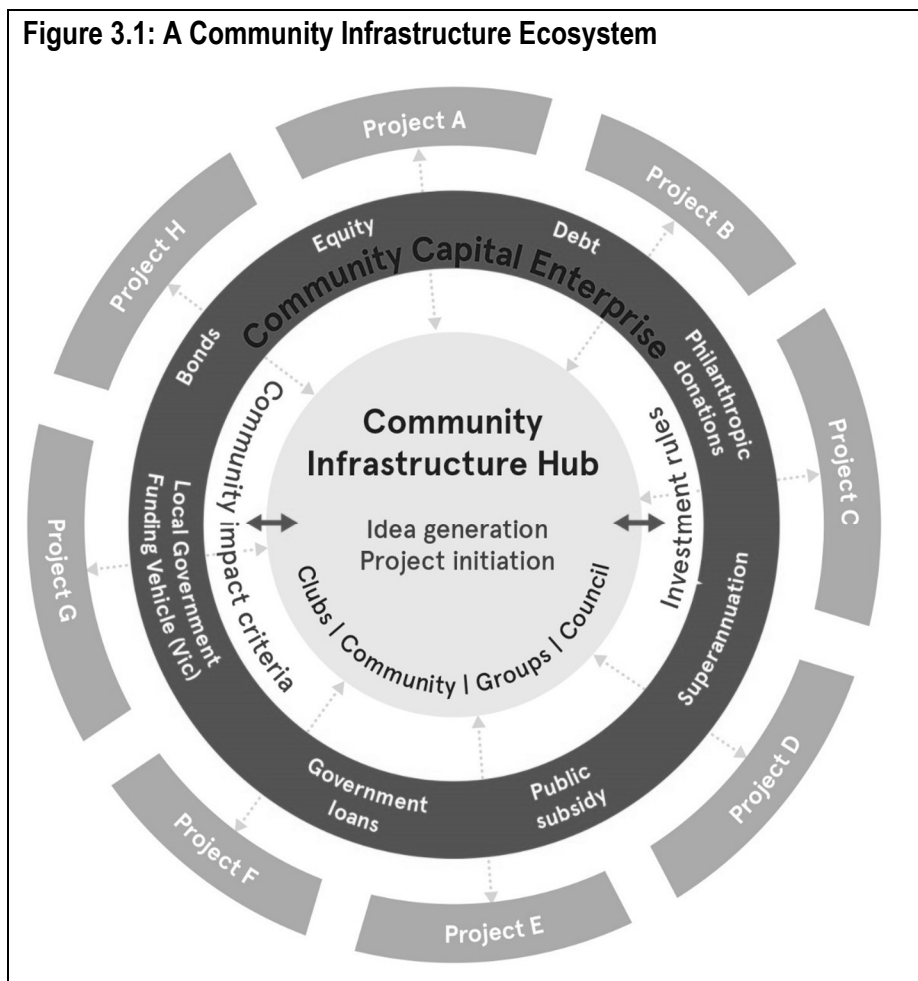 Figure 3.1: A Community Infrastructure Ecosystem
Project A
Project B
Project C
Project D
Project E
Project F
Project G
Project H
Community Capital Enterprise
Equity
Debt
Philanthropic
donations
Superannuation
Public
subsidy
Government
loans
Local Government
Funding Vehicle (Vic)
Bonds
Community impact criteria
Investment rules
Community
Infrastructure Hub
Idea generation
Project initiation
Clubs | Community | Groups | Council